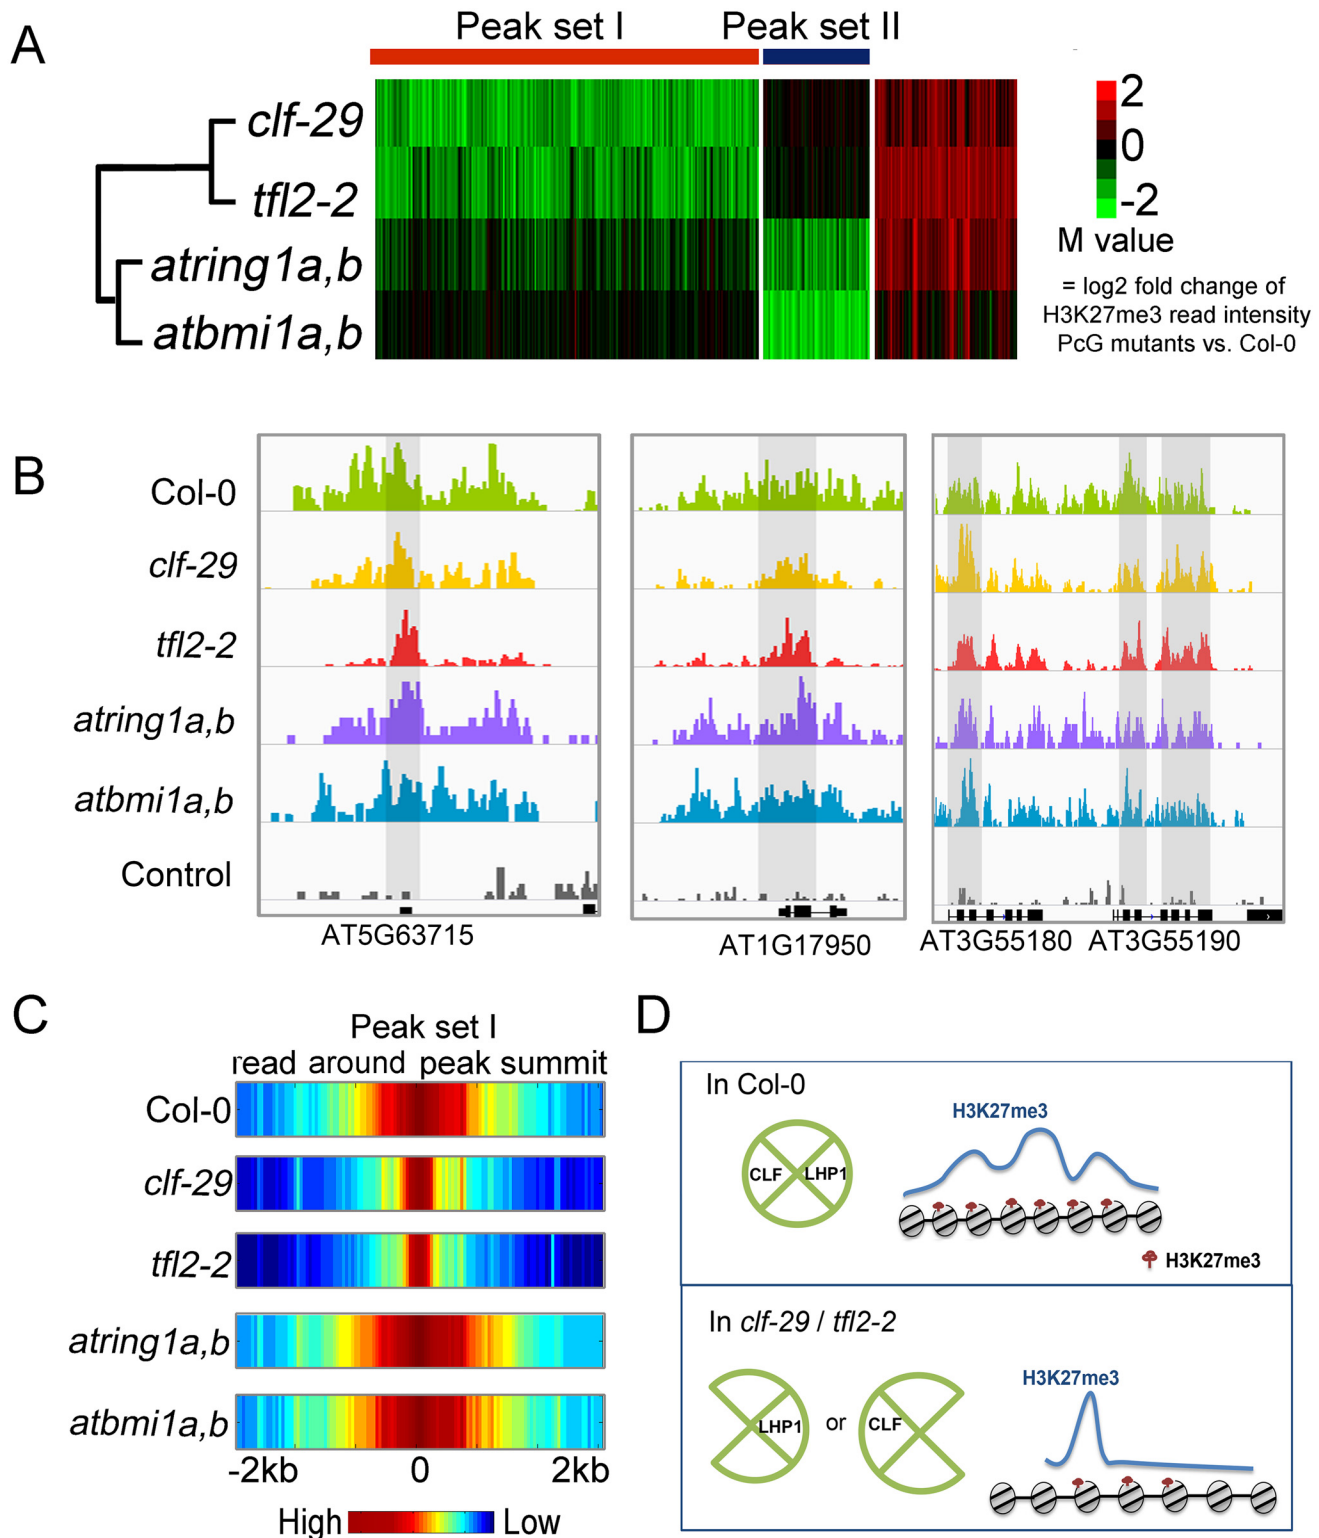 A
Peak set I
Peak set II
clf-29
tfl2-2
atring1a,b
atbmi1a,b
2
0
-2
M value
= log2 fold change of
H3K27me3 read intensity
PcG mutants vs. Col-0
B
Col-0
clf-29
tfl2-2
atring1a,b
atbmi1a,b
Control
AT5G63715
AT1G17950
AT3G55180
AT3G55190
C
Peak set I
read around peak summit
Col-0
clf-29
tfl2-2
atring1a,b
atbmi1a,b
-2kb 0 2kb
High Low
D
In Col-0
H3K27me3
CLF LHP1
H3K27me3
In clf-29 / tfl2-2
H3K27me3
LHP1 or CLF